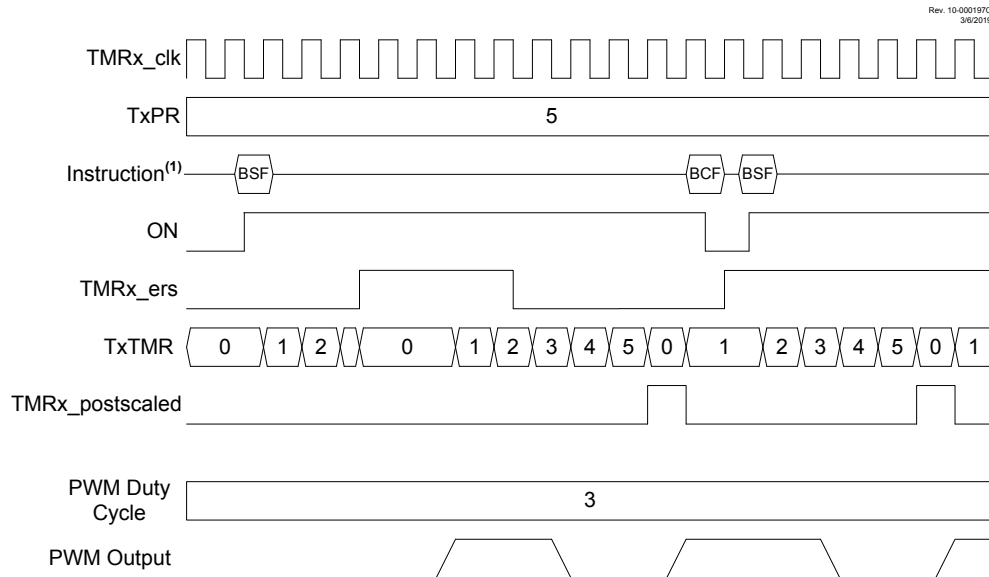 Rev. 10-000197C
3/6/2019
TMRx_clk
TxPR
5
Instruction(1)
BSF
BCF
BSF
ON
TMRx_ers
TxTMR
0 1 2 0 1 2 3 4 5 0 1 2 3 4 5 0 1
TMRx_postscaled
PWM Duty
Cycle
3
PWM Output